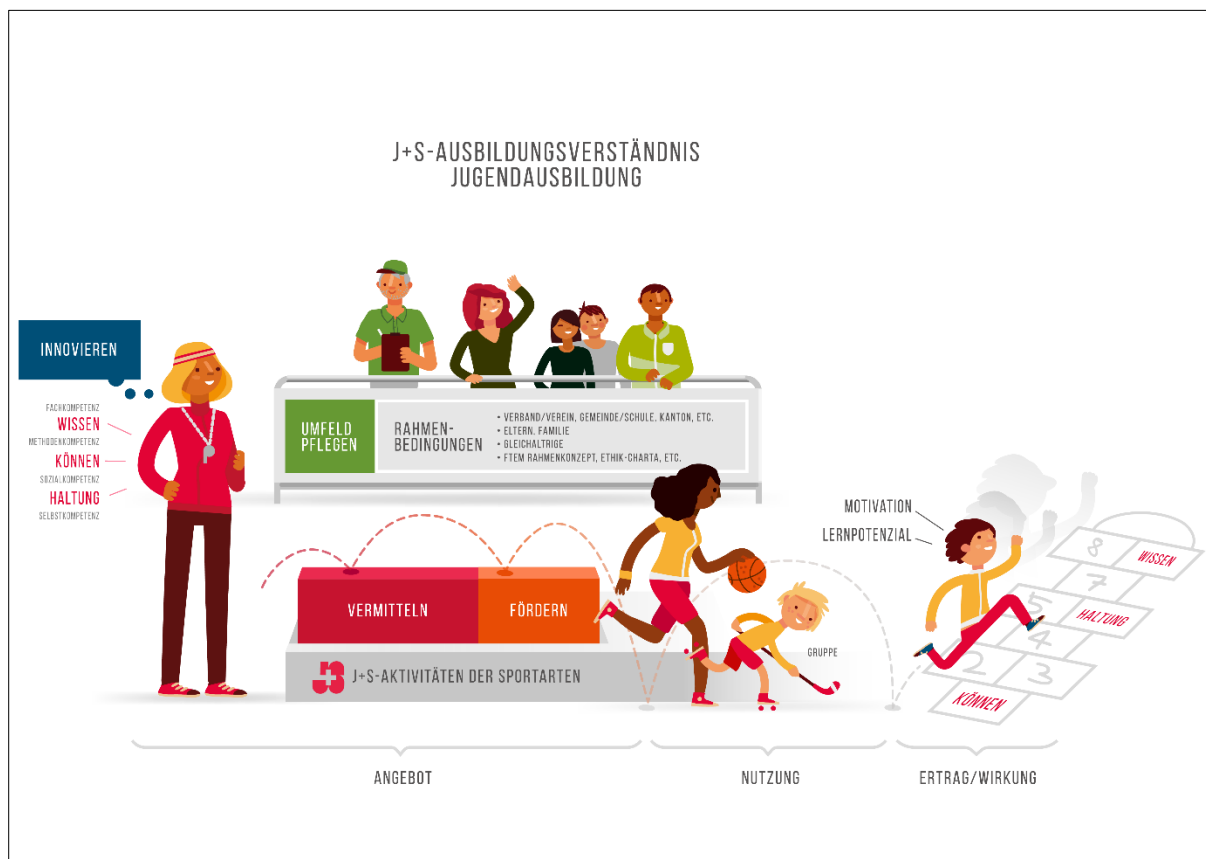 J+S-AUSBILDUNGSVERSTÄNDNIS
JUGENDAUSBILDUNG
INNOVIEREN
FACHKOMPETENZ
WISSEN
METHODENKOMPETENZ
KÖNNEN
SOZIALKOMPETENZ
HALTUNG
SELBSTKOMPETENZ
UMFELD
PFLEGEN
RAHMEN-
BEDINGUNGEN
• VERBAND/VEREIN, GEMEINDE/SCHULE, KANTON, ETC.
• ELTERN, FAMILIE
• GLEICHALTRIGE
• FTEM RAHMENKONZEPT, ETHIK-CHARTA, ETC.
VERMITTELN
FÖRDERN
J+S-AKTIVITÄTEN DER SPORTARTEN
GRUPPE
MOTIVATION
LERNPOTENZIAL
8 WISSEN
7
5 HALTUNG
4
2 3
KÖNNEN
ANGEBOT
NUTZUNG
ERTRAG/WIRKUNG